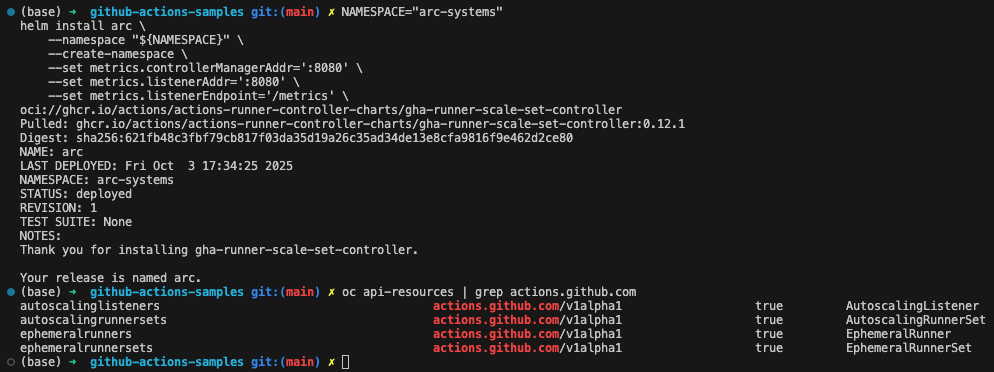 (base) ➜ github-actions-samples git:(main) ✗ NAMESPACE="arc-systems"
helm install arc \
    --namespace "${NAMESPACE}" \
    --create-namespace \
    --set metrics.controllerManagerAddr=':8080' \
    --set metrics.listenerAddr=':8080' \
    --set metrics.listenerEndpoint='/metrics' \
oci://ghcr.io/actions/actions-runner-controller-charts/gha-runner-scale-set-controller
Pulled: ghcr.io/actions/actions-runner-controller-charts/gha-runner-scale-set-controller:0.12.1
Digest: sha256:621fb48c3fbf79cb817f03da35d19a26c35ad34de13e8cfa9816f9e462d2ce80
NAME: arc
LAST DEPLOYED: Fri Oct  3 17:34:25 2025
NAMESPACE: arc-systems
STATUS: deployed
REVISION: 1
TEST SUITE: None
NOTES:
Thank you for installing gha-runner-scale-set-controller.

Your release is named arc.
(base) ➜ github-actions-samples git:(main) ✗ oc api-resources | grep actions.github.com
autoscalinglisteners actions.github.com/v1alpha1 true AutoscalingListener
autoscalingrunnersets actions.github.com/v1alpha1 true AutoscalingRunnerSet
ephemeralrunners actions.github.com/v1alpha1 true EphemeralRunner
ephemeralrunnersets actions.github.com/v1alpha1 true EphemeralRunnerSet
(base) ➜ github-actions-samples git:(main) ✗